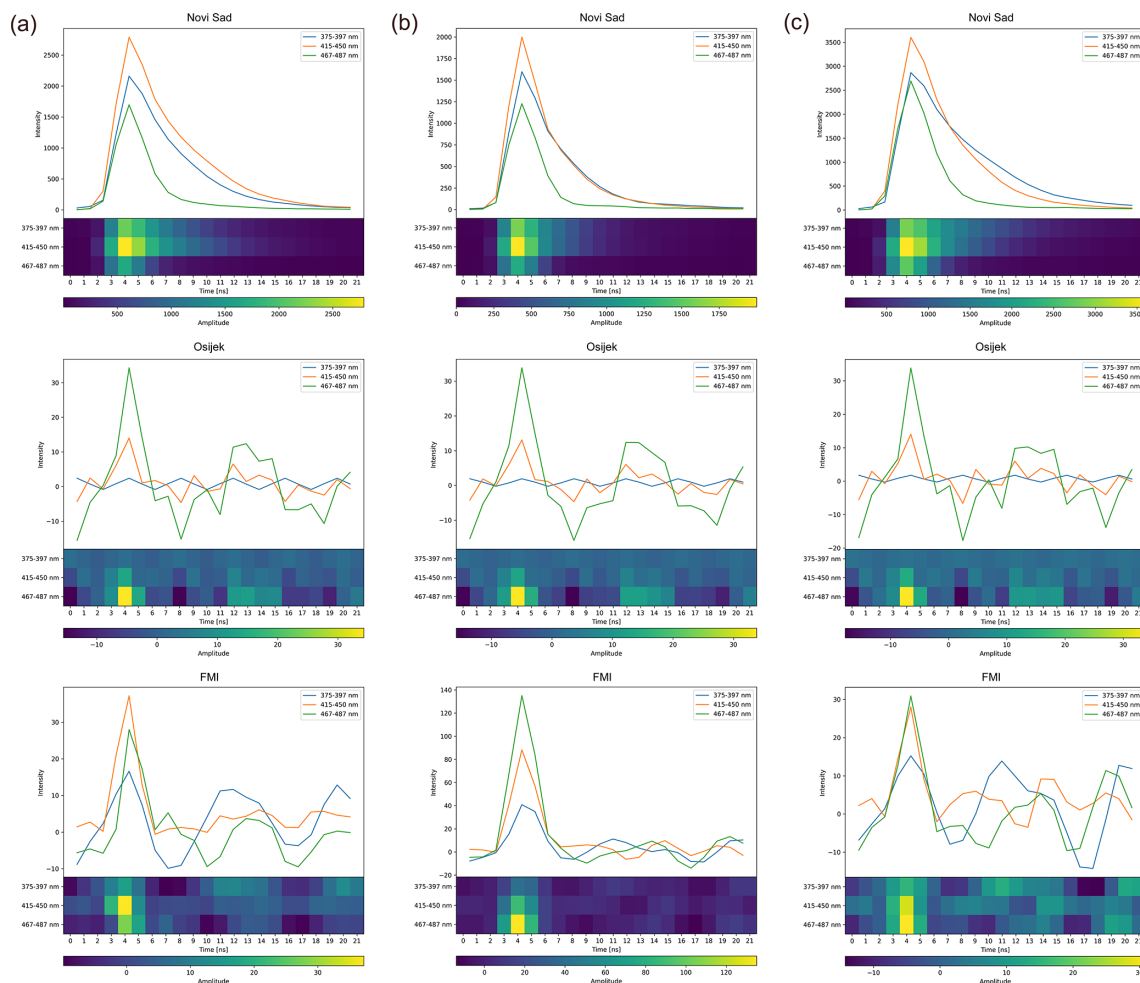 (a)
Novi Sad
375-397 nm
415-450 nm
467-487 nm
Intensity
2500
2000
1500
1000
500
0
375-397 nm
415-450 nm
467-487 nm
0 1 2 3 4 5 6 7 8 9 10 11 12 13 14 15 16 17 18 19 20 21
Time [ns]
500 1000 1500 2000 2500
Amplitude
Osijek
375-397 nm
415-450 nm
467-487 nm
Intensity
30
20
10
0
−10
375-397 nm
415-450 nm
467-487 nm
0 1 2 3 4 5 6 7 8 9 10 11 12 13 14 15 16 17 18 19 20 21
Time [ns]
−10 0 10 20 30
Amplitude
FMI
375-397 nm
415-450 nm
467-487 nm
Intensity
30
20
10
0
−10
375-397 nm
415-450 nm
467-487 nm
0 1 2 3 4 5 6 7 8 9 10 11 12 13 14 15 16 17 18 19 20 21
Time [ns]
0 10 20 30
Amplitude
(b)
Novi Sad
375-397 nm
415-450 nm
467-487 nm
Intensity
2000
1750
1500
1250
1000
750
500
250
0
375-397 nm
415-450 nm
467-487 nm
0 1 2 3 4 5 6 7 8 9 10 11 12 13 14 15 16 17 18 19 20 21
Time [ns]
0 250 500 750 1000 1250 1500 1750
Amplitude
Osijek
375-397 nm
415-450 nm
467-487 nm
Intensity
30
20
10
0
−10
375-397 nm
415-450 nm
467-487 nm
0 1 2 3 4 5 6 7 8 9 10 11 12 13 14 15 16 17 18 19 20 21
Time [ns]
−10 0 10 20 30
Amplitude
FMI
375-397 nm
415-450 nm
467-487 nm
Intensity
140
120
100
80
60
40
20
0
−20
375-397 nm
415-450 nm
467-487 nm
0 1 2 3 4 5 6 7 8 9 10 11 12 13 14 15 16 17 18 19 20 21
Time [ns]
0 20 40 60 80 100 120
Amplitude
(c)
Novi Sad
375-397 nm
415-450 nm
467-487 nm
Intensity
3500
3000
2500
2000
1500
1000
500
0
375-397 nm
415-450 nm
467-487 nm
0 1 2 3 4 5 6 7 8 9 10 11 12 13 14 15 16 17 18 19 20 21
Time [ns]
500 1000 1500 2000 2500 3000
Amplitude
Osijek
375-397 nm
415-450 nm
467-487 nm
Intensity
30
20
10
0
−10
−20
375-397 nm
415-450 nm
467-487 nm
0 1 2 3 4 5 6 7 8 9 10 11 12 13 14 15 16 17 18 19 20 21
Time [ns]
−10 0 10 20 30
Amplitude
FMI
375-397 nm
415-450 nm
467-487 nm
Intensity
30
20
10
0
−10
375-397 nm
415-450 nm
467-487 nm
0 1 2 3 4 5 6 7 8 9 10 11 12 13 14 15 16 17 18 19 20 21
Time [ns]
−10 0 10 20
Amplitude